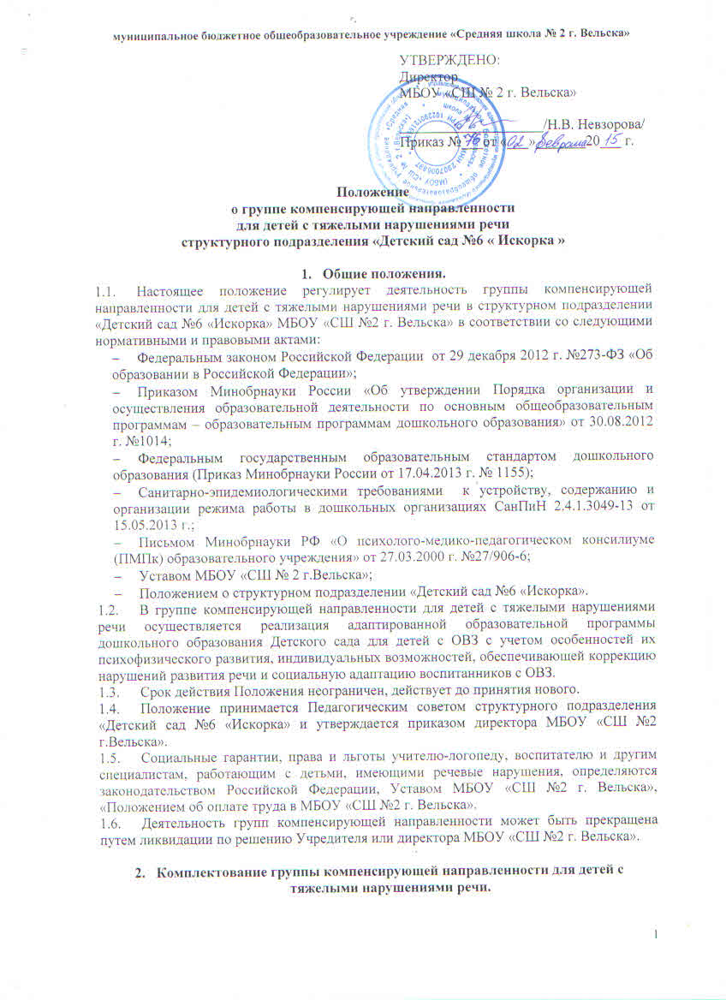 муниципальное бюджетное общеобразовательное учреждение «Средняя школа № 2 г. Вельска»
УТВЕРЖДЕНО:
Директор
МБОУ «СШ № 2 г. Вельска»
/Н.В. Невзорова/
Приказ № от «02» февраля 2015 г.
Положение
о группе компенсирующей направленности
для детей с тяжелыми нарушениями речи
структурного подразделения «Детский сад №6 « Искорка »
1. Общие положения.
1.1. Настоящее положение регулирует деятельность группы компенсирующей
направленности для детей с тяжелыми нарушениями речи в структурном подразделении
«Детский сад №6 «Искорка» МБОУ «СШ №2 г. Вельска» в соответствии со следующими
нормативными и правовыми актами:
– Федеральным законом Российской Федерации от 29 декабря 2012 г. №273-ФЗ «Об
образовании в Российской Федерации»;
– Приказом Минобрнауки России «Об утверждении Порядка организации и
осуществления образовательной деятельности по основным общеобразовательным
программам – образовательным программам дошкольного образования» от 30.08.2012
г. №1014;
– Федеральным государственным образовательным стандартом дошкольного
образования (Приказ Минобрнауки России от 17.04.2013 г. № 1155);
– Санитарно-эпидемиологическими требованиями к устройству, содержанию и
организации режима работы в дошкольных организациях СанПиН 2.4.1.3049-13 от
15.05.2013 г.;
– Письмом Минобрнауки РФ «О психолого-медико-педагогическом консилиуме
(ПМПк) образовательного учреждения» от 27.03.2000 г. №27/906-6;
– Уставом МБОУ «СШ № 2 г.Вельска»;
– Положением о структурном подразделении «Детский сад №6 «Искорка».
1.2. В группе компенсирующей направленности для детей с тяжелыми нарушениями
речи осуществляется реализация адаптированной образовательной программы
дошкольного образования Детского сада для детей с ОВЗ с учетом особенностей их
психофизического развития, индивидуальных возможностей, обеспечивающей коррекцию
нарушений развития речи и социальную адаптацию воспитанников с ОВЗ.
1.3. Срок действия Положения неограничен, действует до принятия нового.
1.4. Положение принимается Педагогическим советом структурного подразделения
«Детский сад №6 «Искорка» и утверждается приказом директора МБОУ «СШ №2
г.Вельска».
1.5. Социальные гарантии, права и льготы учителю-логопеду, воспитателю и другим
специалистам, работающим с детьми, имеющими речевые нарушения, определяются
законодательством Российской Федерации, Уставом МБОУ «СШ №2 г. Вельска»,
«Положением об оплате труда в МБОУ «СШ №2 г. Вельска».
1.6. Деятельность групп компенсирующей направленности может быть прекращена
путем ликвидации по решению Учредителя или директора МБОУ «СШ №2 г. Вельска».
2. Комплектование группы компенсирующей направленности для детей с
тяжелыми нарушениями речи.
1